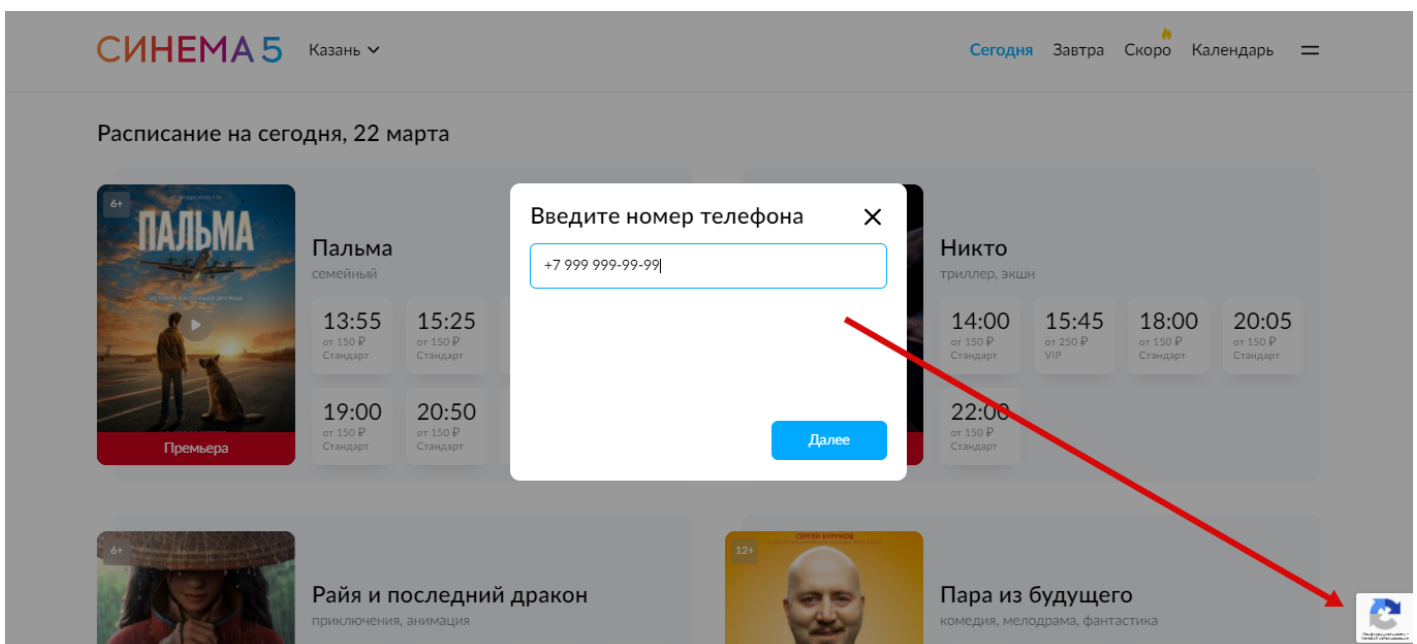 СИНЕМА 5
Казань
Сегодня
Завтра
Скоро
Календарь
Расписание на сегодня, 22 марта
6+
ПАЛЬМА
Премьера
Пальма
семейный
13:55
от 150 ₽
Стандарт
15:25
от 150 ₽
Стандарт
19:00
от 150 ₽
Стандарт
20:50
от 150 ₽
Стандарт
Введите номер телефона
+7 999 999-99-99
Далее
Никто
триллер, экшн
14:00
от 150 ₽
Стандарт
15:45
от 250 ₽
VIP
18:00
от 150 ₽
Стандарт
20:05
от 150 ₽
Стандарт
22:00
от 150 ₽
Стандарт
6+
Райя и последний дракон
приключения, анимация
12+
СЕРГЕЙ БУРУНОВ
Пара из будущего
комедия, мелодрама, фантастика